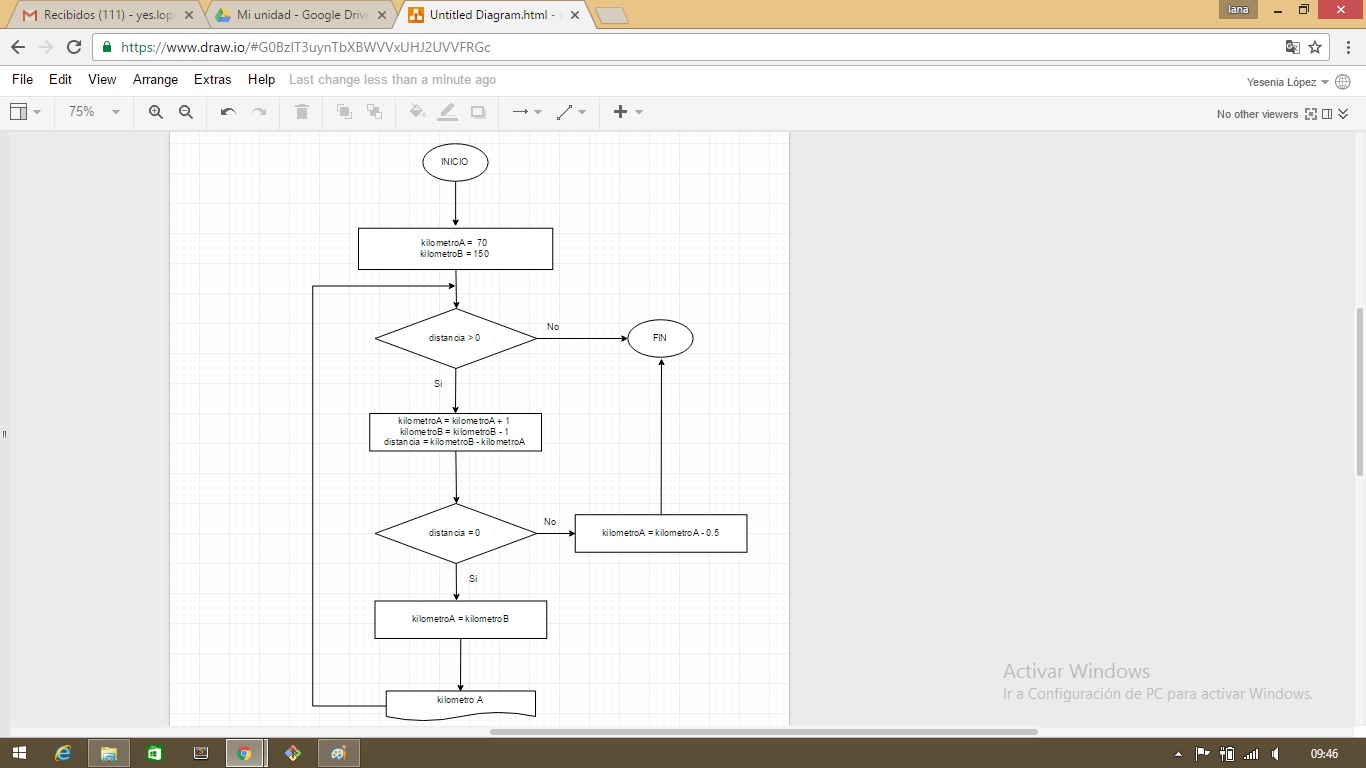 Recibidos (111) - yes.lop
Mi unidad - Google Drive
Untitled Diagram.html -
Iana
https://www.draw.io/#G0BzlT3uynTbXBWVVxUHJ2UVVFRGc
File Edit View Arrange Extras Help Last change less than a minute ago
Yesenia López
75%
No other viewers
INICIO
kilometroA = 70
kilometroB = 150
distancia > 0
No
FIN
Si
kilometroA = kilometroA + 1
kilometroB = kilometroB - 1
distancia = kilometroB - kilometroA
distancia = 0
No
kilometroA = kilometroA - 0.5
Si
kilometroA = kilometroB
kilometro A
Activar Windows
Ir a Configuración de PC para activar Windows.
09:46